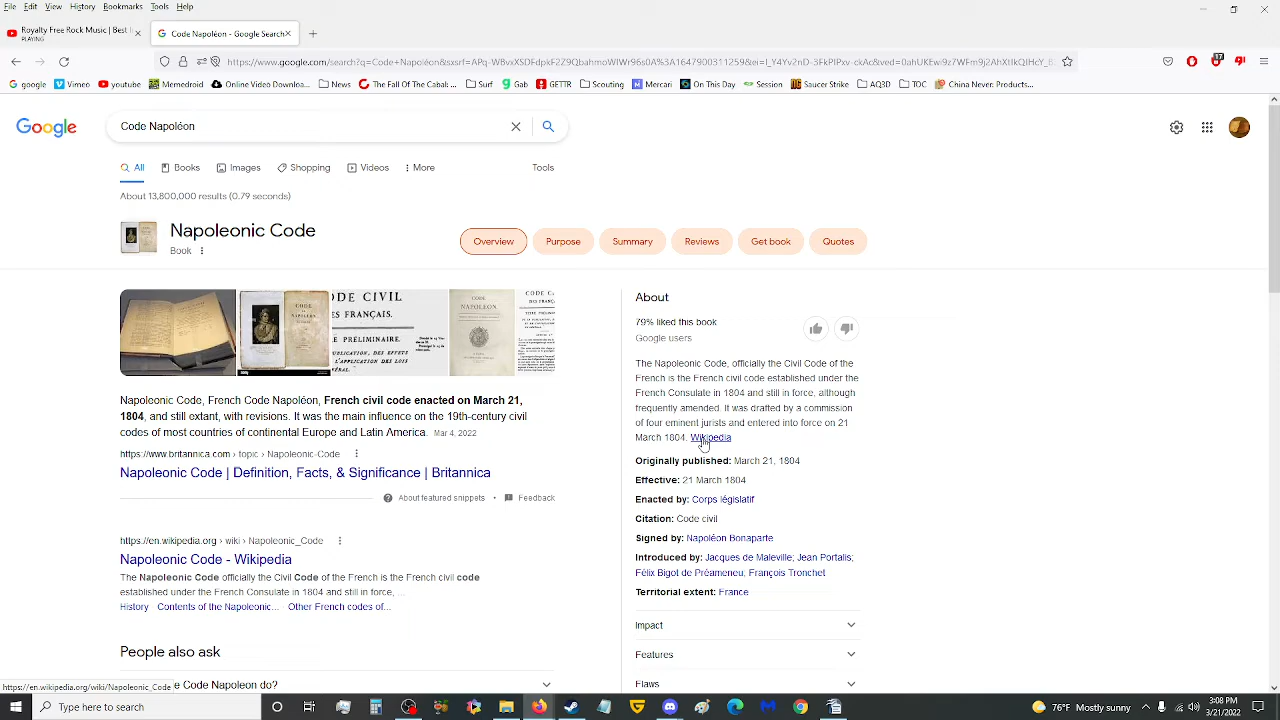 File Edit View History Bookmarks Tools Help
Royalty Free Rock Music | Best
PLAYING
Code Napoléon - Google Search
google Vimeo youtube Memedroid Online Video Downloa... News The Fall Of The Cabal:... Surf Gab GETTR Scouting Mercari On This Day Session Saucer Strike AQ3D TOC China Never: Products...
Google
Code Napoléon
All Books Images Shopping Videos More Tools
About 13,800,000 results (0.79 seconds)
Napoleonic Code
Book
Overview Purpose Summary Reviews Get book Quotes
CODE CIVIL
DES FRANÇAIS.
PRÉLIMINAIRE.
CODE
NAPOLÉON.
Napoleonic Code, French Code Napoléon, French civil code enacted on March 21,
1804, and still extant, with revisions. It was the main influence on the 19th-century civil
codes of most countries of continental Europe and Latin America. Mar 4, 2022
https://www.britannica.com › topic › Napoleonic-Code
Napoleonic Code | Definition, Facts, & Significance | Britannica
About featured snippets • Feedback
https://en.wikipedia.org › wiki › Napoleonic_Code
Napoleonic Code - Wikipedia
The Napoleonic Code officially the Civil Code of the French is the French civil code
established under the French Consulate in 1804 and still in force, ...
History · Contents of the Napoleonic... · Other French codes of...
People also ask
e Code Napoleon do?
https://en.wikipedia.org/wiki/Napoleonic_Code
About
79% liked this book
Google users
The Napoleonic Code, officially the Civil Code of the
French is the French civil code established under the
French Consulate in 1804 and still in force, although
frequently amended. It was drafted by a commission
of four eminent jurists and entered into force on 21
March 1804. Wikipedia
Originally published: March 21, 1804
Effective: 21 March 1804
Enacted by: Corps législatif
Citation: Code civil
Signed by: Napoléon Bonaparte
Introduced by: Jacques de Maleville; Jean Portalis;
Félix Bigot de Préameneu; François Tronchet
Territorial extent: France
Impact
Features
Flaws
Type here to search
76°F Mostly sunny
3:08 PM
3/21/2022